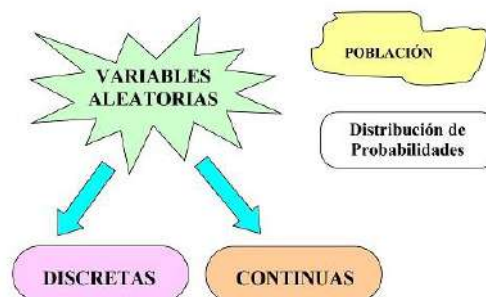 VARIABLES
ALEATORIAS
POBLACIÓN
Distribución de
Probabilidades
DISCRETAS
CONTINUAS